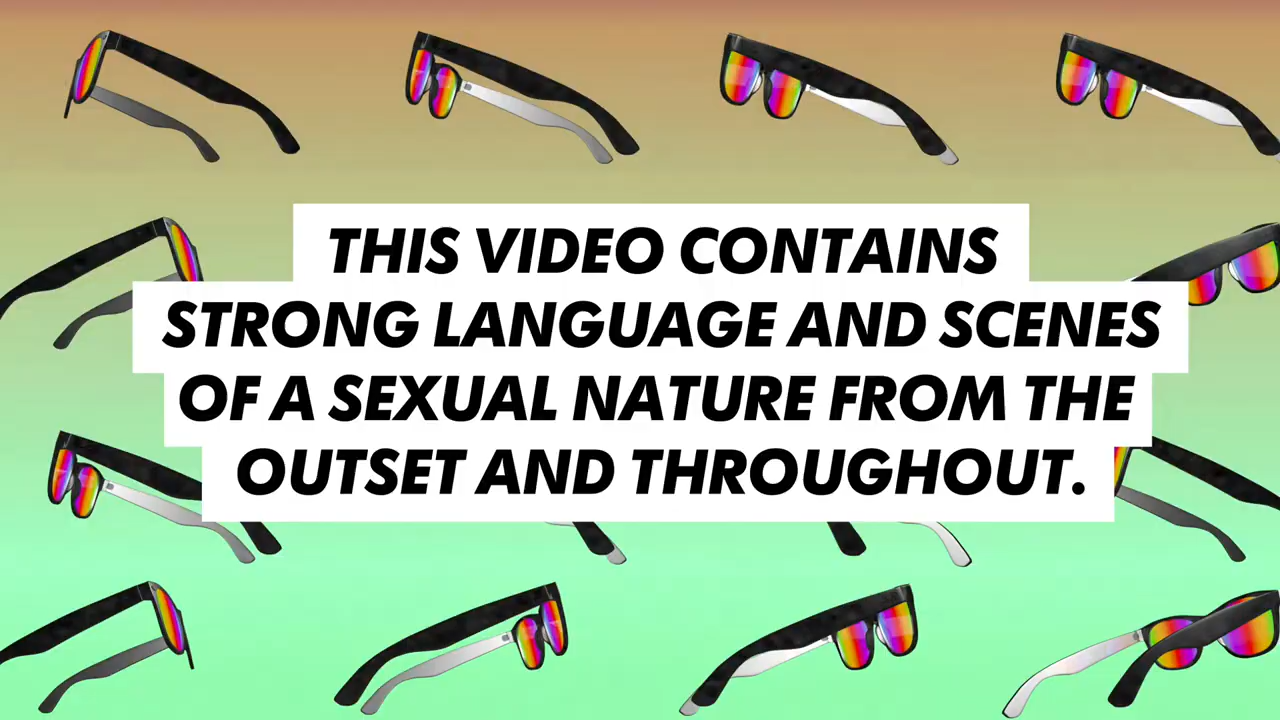 THIS VIDEO CONTAINS
STRONG LANGUAGE AND SCENES
OF A SEXUAL NATURE FROM THE
OUTSET AND THROUGHOUT.